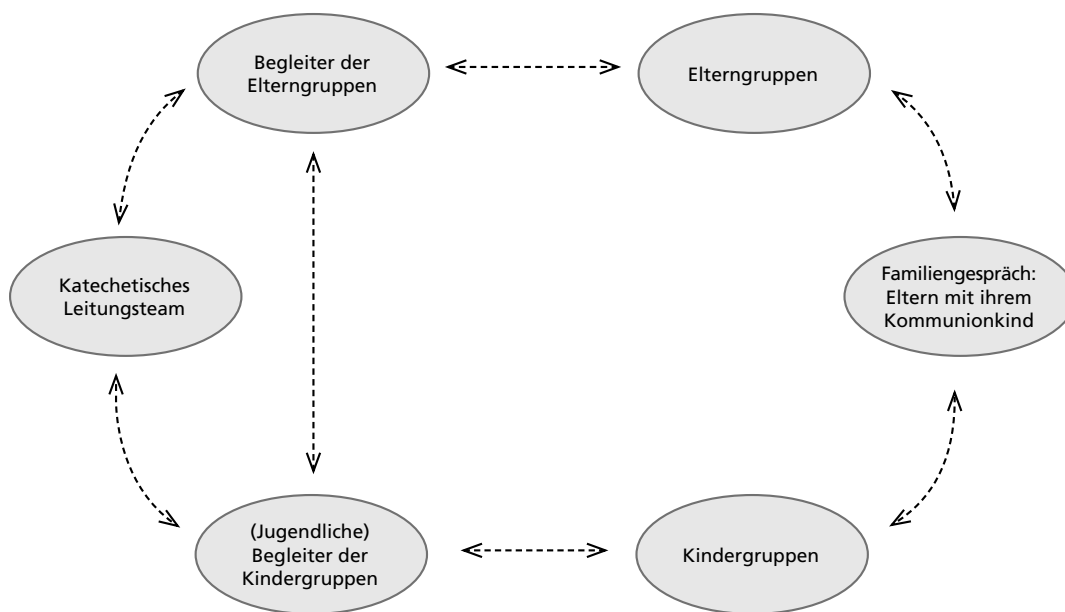 Begleiter der
Elterngruppen
Elterngruppen
Katechetisches
Leitungsteam
Familiengespräch:
Eltern mit ihrem
Kommunionkind
(Jugendliche)
Begleiter der
Kindergruppen
Kindergruppen